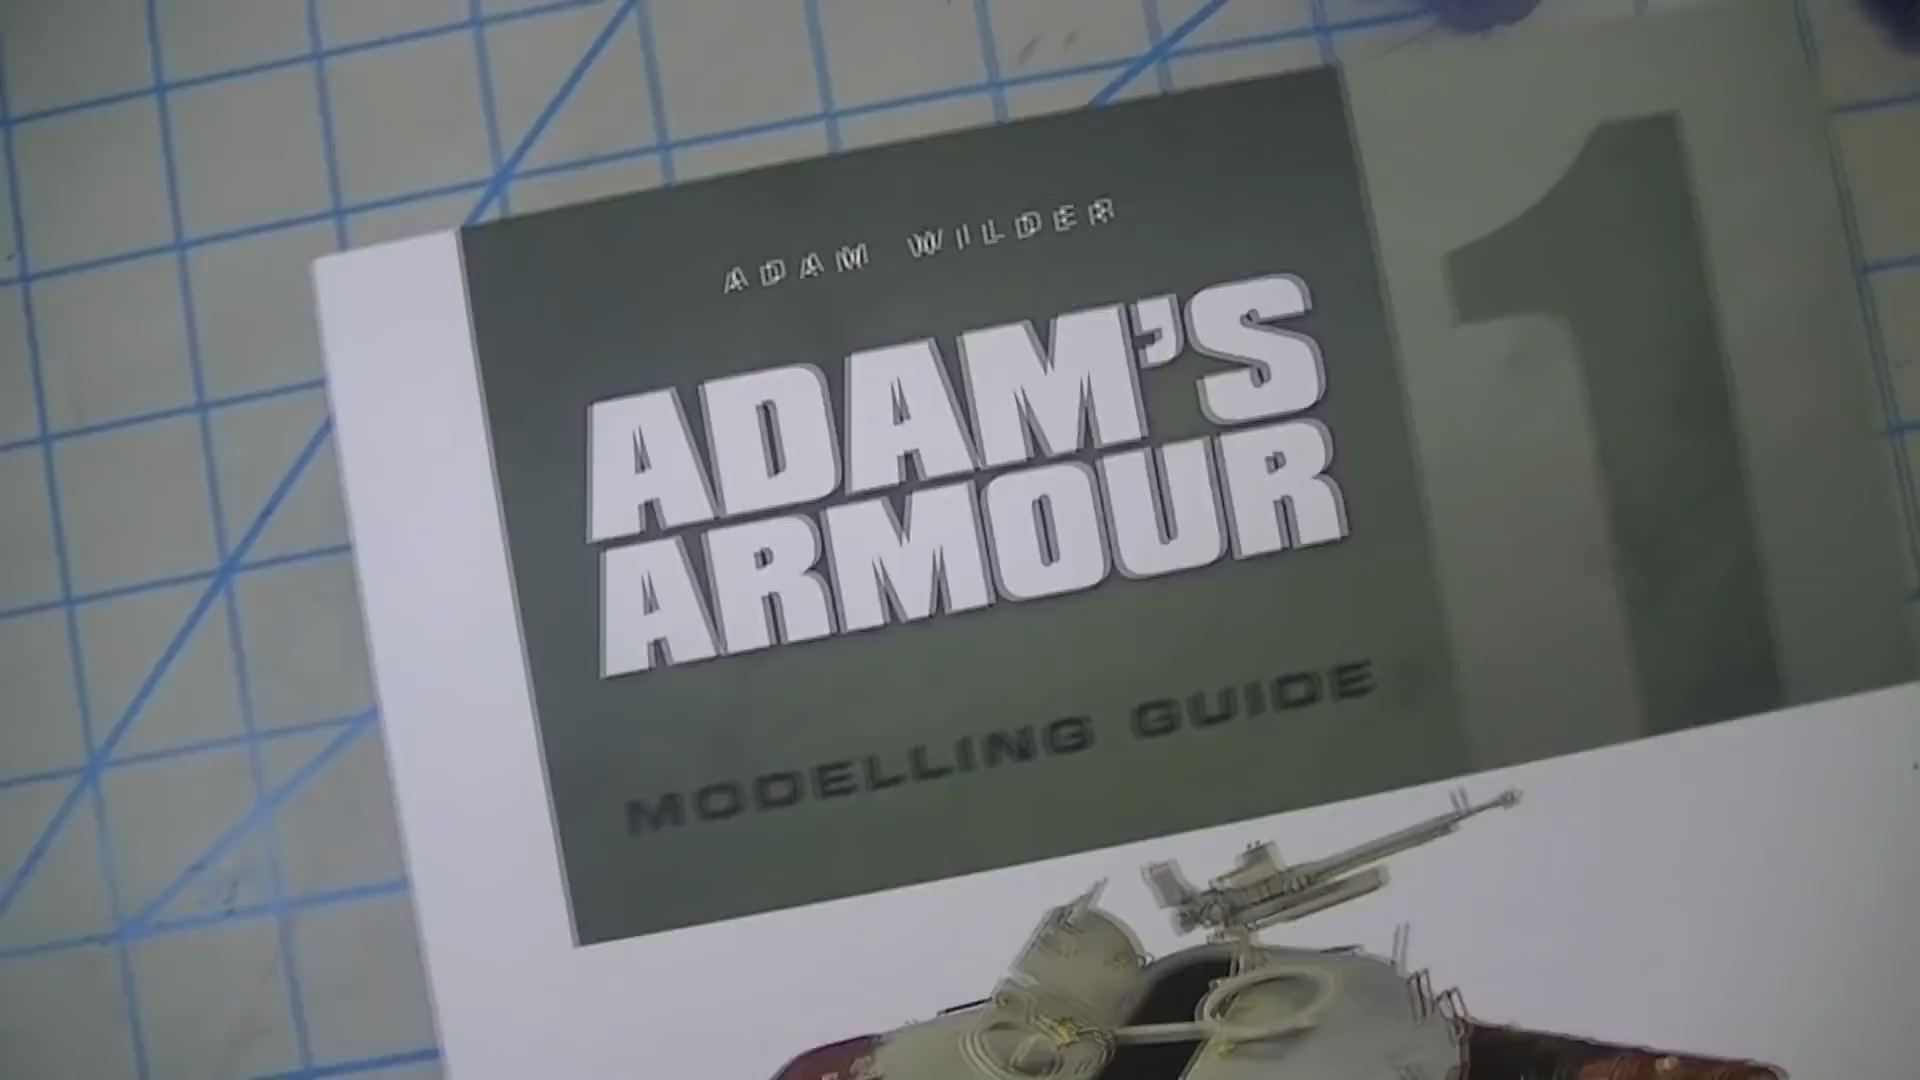 ADAM WILDER
ADAM'S
ARMOUR
MODELLING GUIDE
1